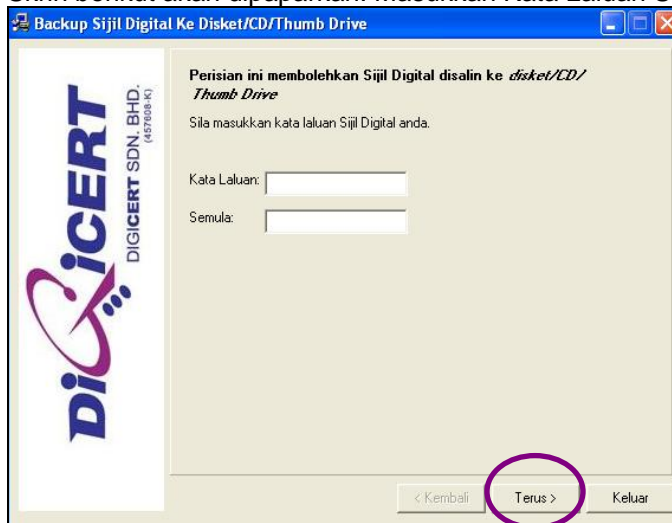 Backup Sijil Digital Ke Disket/CD/Thumb Drive
Perisian ini membolehkan Sijil Digital disalin ke disket/CD/
Thumb Drive
Sila masukkan kata laluan Sijil Digital anda.
Kata Laluan:
Semula:
DIGICERT
DIGICERT SDN. BHD.
(457608-K)
< Kembali
Terus >
Keluar